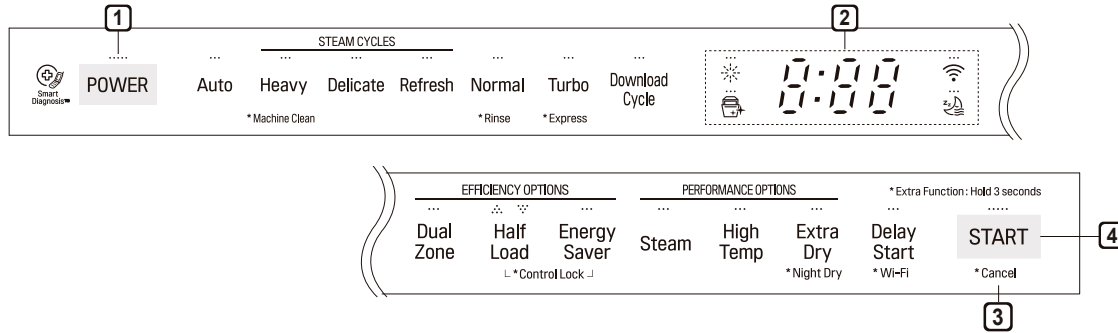 1
2
STEAM CYCLES
Smart
Diagnosis
POWER
Auto
Heavy
Delicate
Refresh
Normal
Turbo
Download
Cycle
8:88
* Machine Clean
* Rinse
* Express
EFFICIENCY OPTIONS
PERFORMANCE OPTIONS
* Extra Function : Hold 3 seconds
Dual
Zone
Half
Load
Energy
Saver
Steam
High
Temp
Extra
Dry
Delay
Start
START
4
* Control Lock
* Night Dry
* Wi-Fi
* Cancel
3